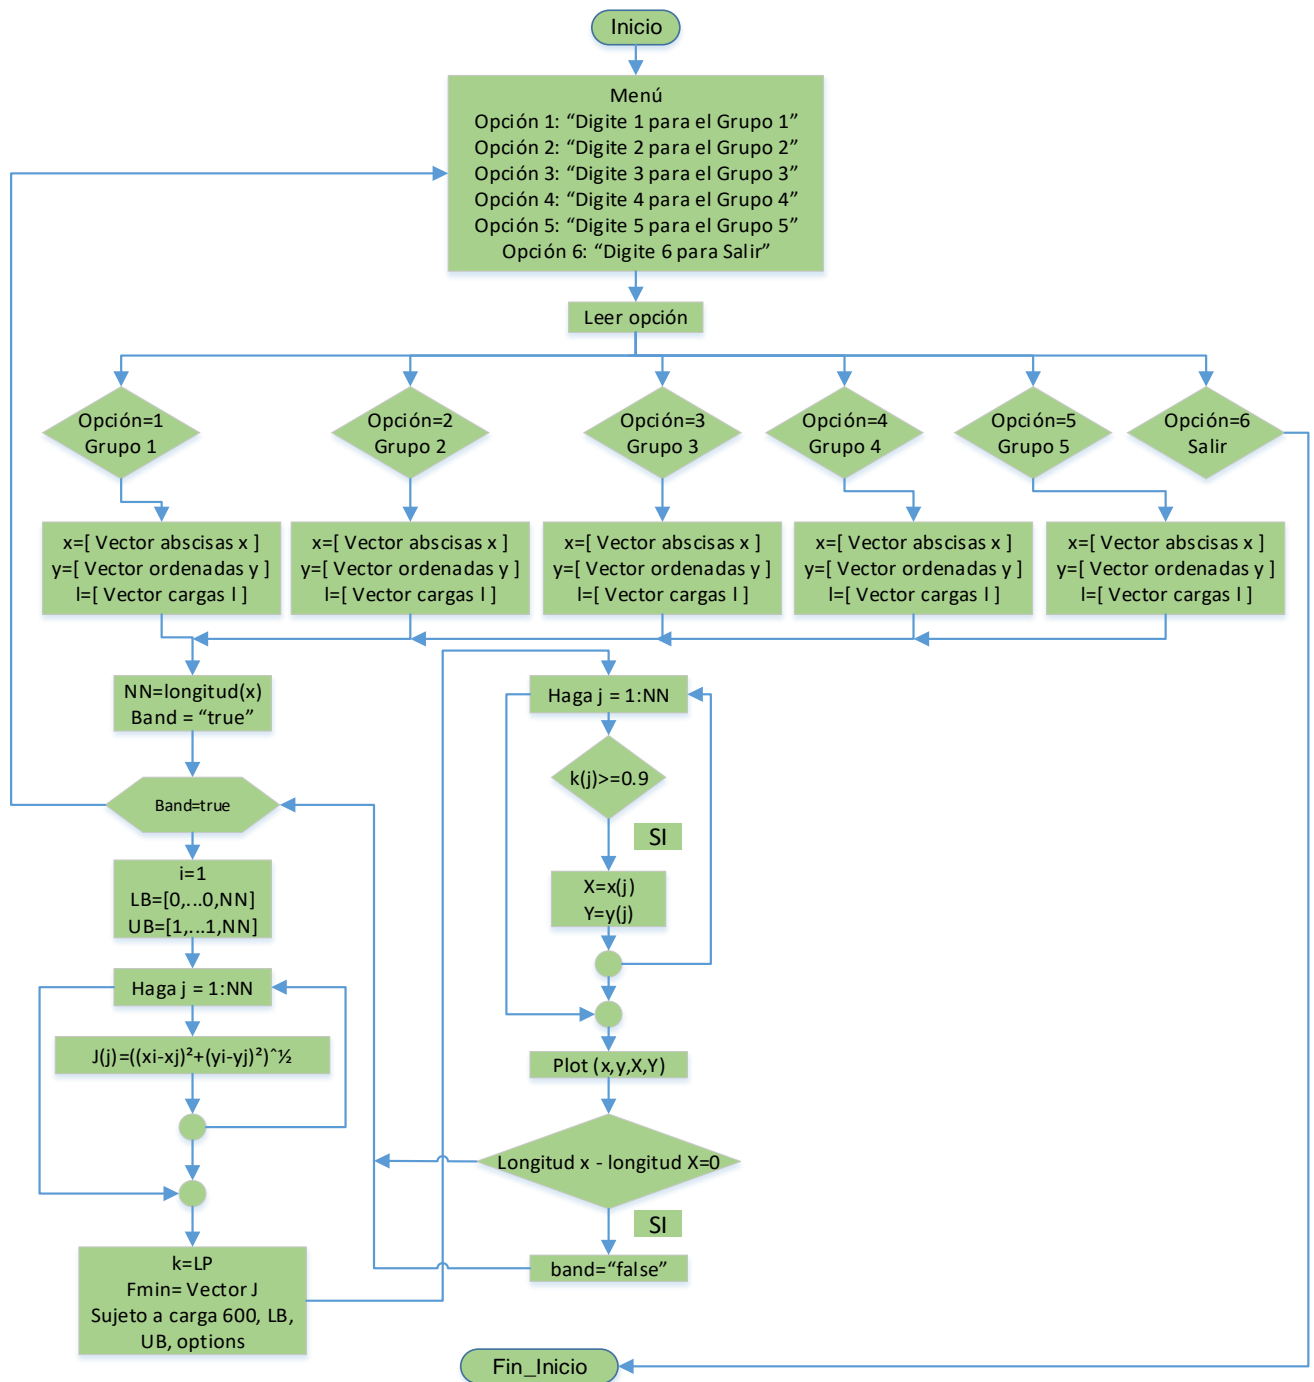 Inicio
Menú
Opción 1: “Digite 1 para el Grupo 1”
Opción 2: “Digite 2 para el Grupo 2”
Opción 3: “Digite 3 para el Grupo 3”
Opción 4: “Digite 4 para el Grupo 4”
Opción 5: “Digite 5 para el Grupo 5”
Opción 6: “Digite 6 para Salir”
Leer opción
Opción=1
Grupo 1
Opción=2
Grupo 2
Opción=3
Grupo 3
Opción=4
Grupo 4
Opción=5
Grupo 5
Opción=6
Salir
x=[ Vector abscisas x ]
y=[ Vector ordenadas y ]
l=[ Vector cargas l ]
x=[ Vector abscisas x ]
y=[ Vector ordenadas y ]
l=[ Vector cargas l ]
x=[ Vector abscisas x ]
y=[ Vector ordenadas y ]
l=[ Vector cargas l ]
x=[ Vector abscisas x ]
y=[ Vector ordenadas y ]
l=[ Vector cargas l ]
x=[ Vector abscisas x ]
y=[ Vector ordenadas y ]
l=[ Vector cargas l ]
NN=longitud(x)
Band = “true”
Band=true
i=1
LB=[0,...0,NN]
UB=[1,...1,NN]
Haga j = 1:NN
J(j)=((xi-xj)²+(yi-yj)²)^½
k=LP
Fmin= Vector J
Sujeto a carga 600, LB,
UB, options
Haga j = 1:NN
k(j)>=0.9
SI
X=x(j)
Y=y(j)
Plot (x,y,X,Y)
Longitud x - longitud X=0
SI
band=“false”
Fin_Inicio